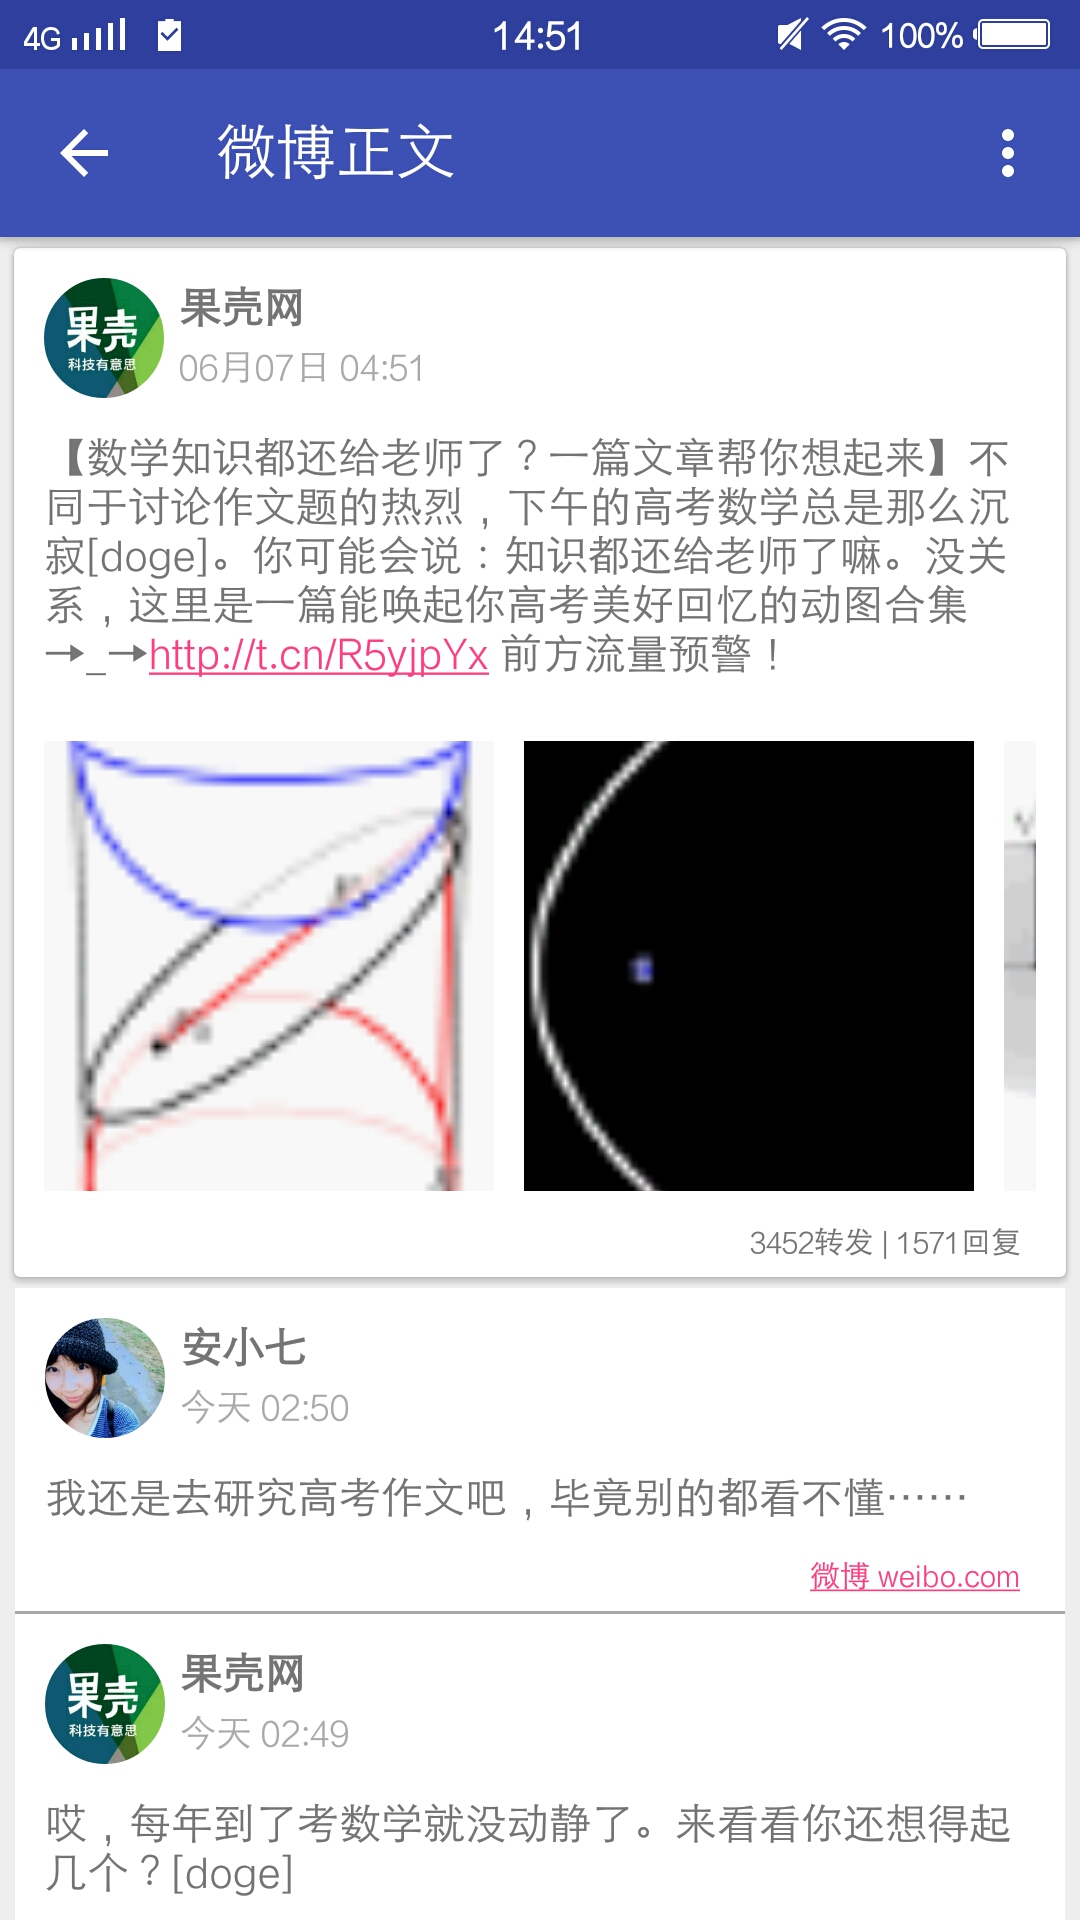 4G 14:51 100%
微博正文
果壳
科技有意思
果壳网
06月07日 04:51
【数学知识都还给老师了？一篇文章帮你想起来】不
同于讨论作文题的热烈，下午的高考数学总是那么沉
寂[doge]。你可能会说：知识都还给老师了嘛。没关
系，这里是一篇能唤起你高考美好回忆的动图合集
→_→http://t.cn/R5yjpYx 前方流量预警！
3452转发 | 1571回复
安小七
今天 02:50
我还是去研究高考作文吧，毕竟别的都看不懂……
微博 weibo.com
果壳
科技有意思
果壳网
今天 02:49
哎，每年到了考数学就没动静了。来看看你还想得起
几个？[doge]